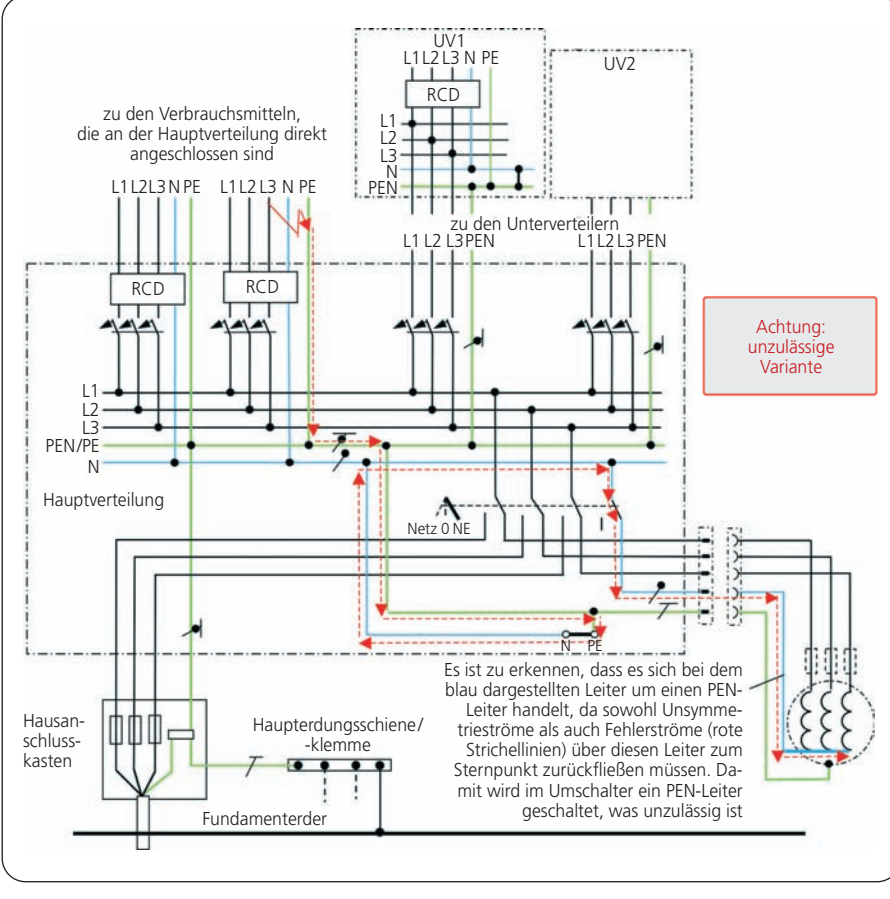 UV1
L1 L2 L3 N PE
RCD
L1
L2
L3
N
PEN
UV2
zu den Verbrauchsmitteln,
die an der Hauptverteilung direkt
angeschlossen sind
L1 L2 L3 N PE
L1 L2 L3 N PE
zu den Unterverteilern
L1 L2 L3 PEN
L1 L2 L3 PEN
RCD
RCD
Achtung:
unzulässige
Variante
L1
L2
L3
PEN/PE
N
Hauptverteilung
Netz 0 NE
N PE
Es ist zu erkennen, dass es sich bei dem
blau dargestellten Leiter um einen PEN-
Leiter handelt, da sowohl Unsymme-
trieströme als auch Fehlerströme (rote
Strichellinien) über diesen Leiter zum
Sternpunkt zurückfließen müssen. Da-
mit wird im Umschalter ein PEN-Leiter
geschaltet, was unzulässig ist
Hausan-
schluss-
kasten
Haupterdungsschiene/
-klemme
Fundamenterder